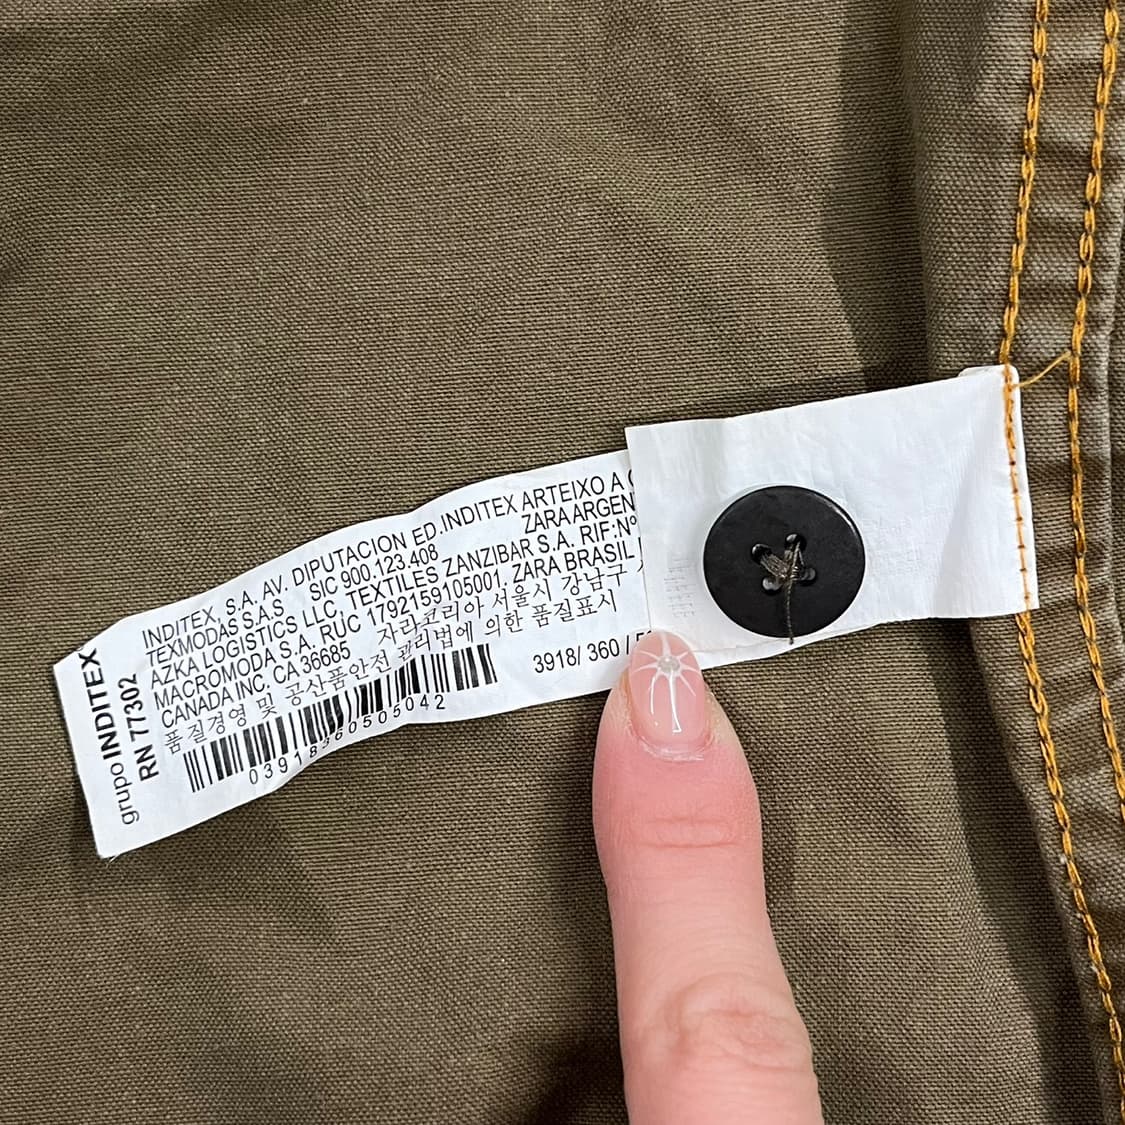 grupo INDITEX
RN 77302
INDITEX, S.A. AV. DIPUTACION ED.INDITEX ARTEIXO A
TEXMODAS S.A.S SIC 900.123.408 ZARA ARGEN
AZKA LOGISTICS LLC, TEXTILES ZANZIBAR S.A. RIF:Nº
MACROMODA S.A. RUC 1792159105001, ZARA BRASIL
CANADA INC. CA 36685 자라코리아 서울시 강남구
품질경영 및 공산품안전 관리법에 의한 품질표시
3918/ 360 /
03918360505042